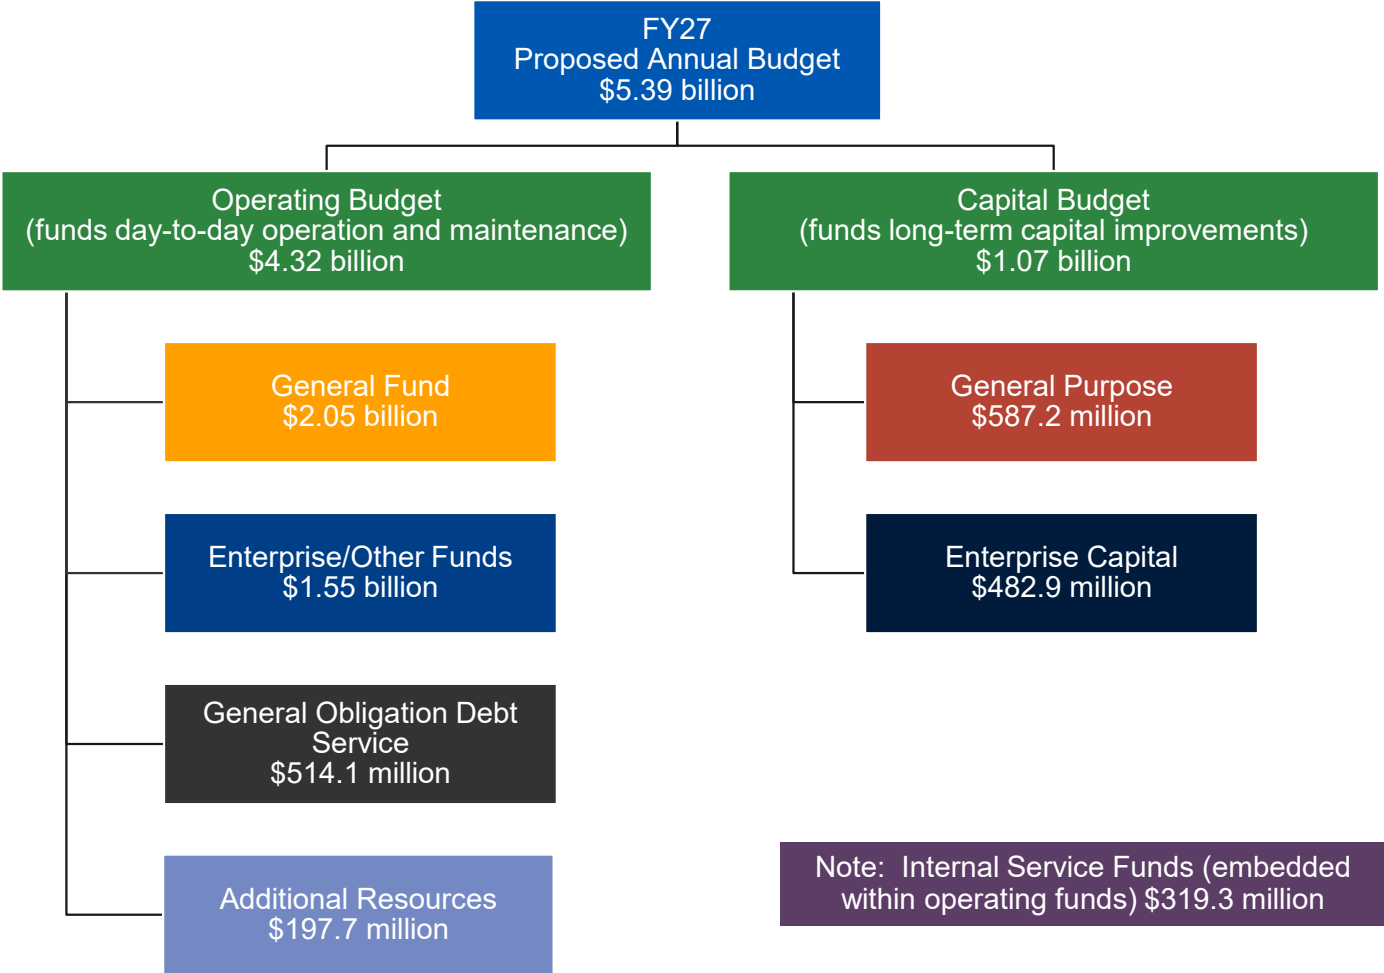 FY27
Proposed Annual Budget
$5.39 billion
Operating Budget
(funds day-to-day operation and maintenance)
$4.32 billion
Capital Budget
(funds long-term capital improvements)
$1.07 billion
General Fund
$2.05 billion
General Purpose
$587.2 million
Enterprise/Other Funds
$1.55 billion
Enterprise Capital
$482.9 million
General Obligation Debt
Service
$514.1 million
Additional Resources
$197.7 million
Note:  Internal Service Funds (embedded
within operating funds) $319.3 million